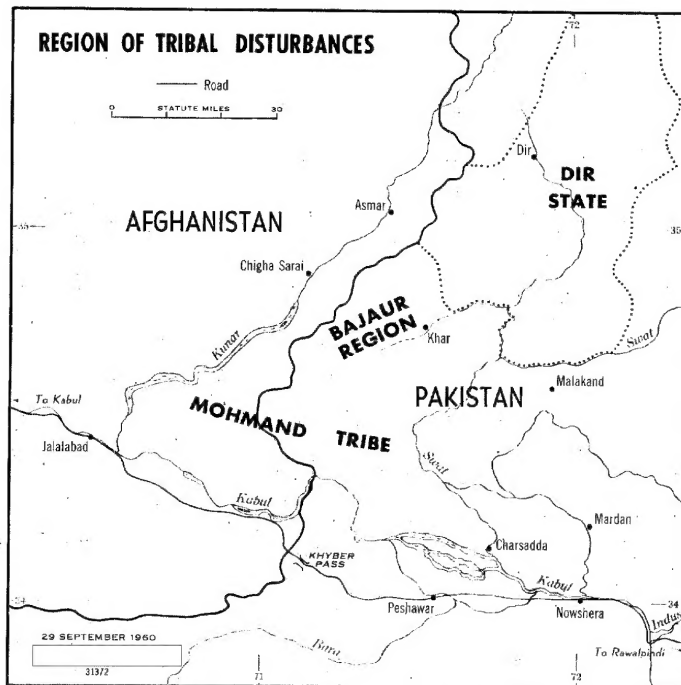 REGION OF TRIBAL DISTURBANCES
Road
0 STATUTE MILES 30
72
Dir
DIR
STATE
Asmar
AFGHANISTAN
35
35
Chigha Sarai
BAJAUR
REGION
Khar
Kunar
Swat
Malakand
To Kabul
PAKISTAN
MOHMAND TRIBE
Jalalabad
Swat
Kabul
Mardan
Charsadda
KHYBER
PASS
Kabul
34
34
Peshawar
Nowshera
Indus
29 SEPTEMBER 1960
Bara
To Rawalpindi
31372
71
72